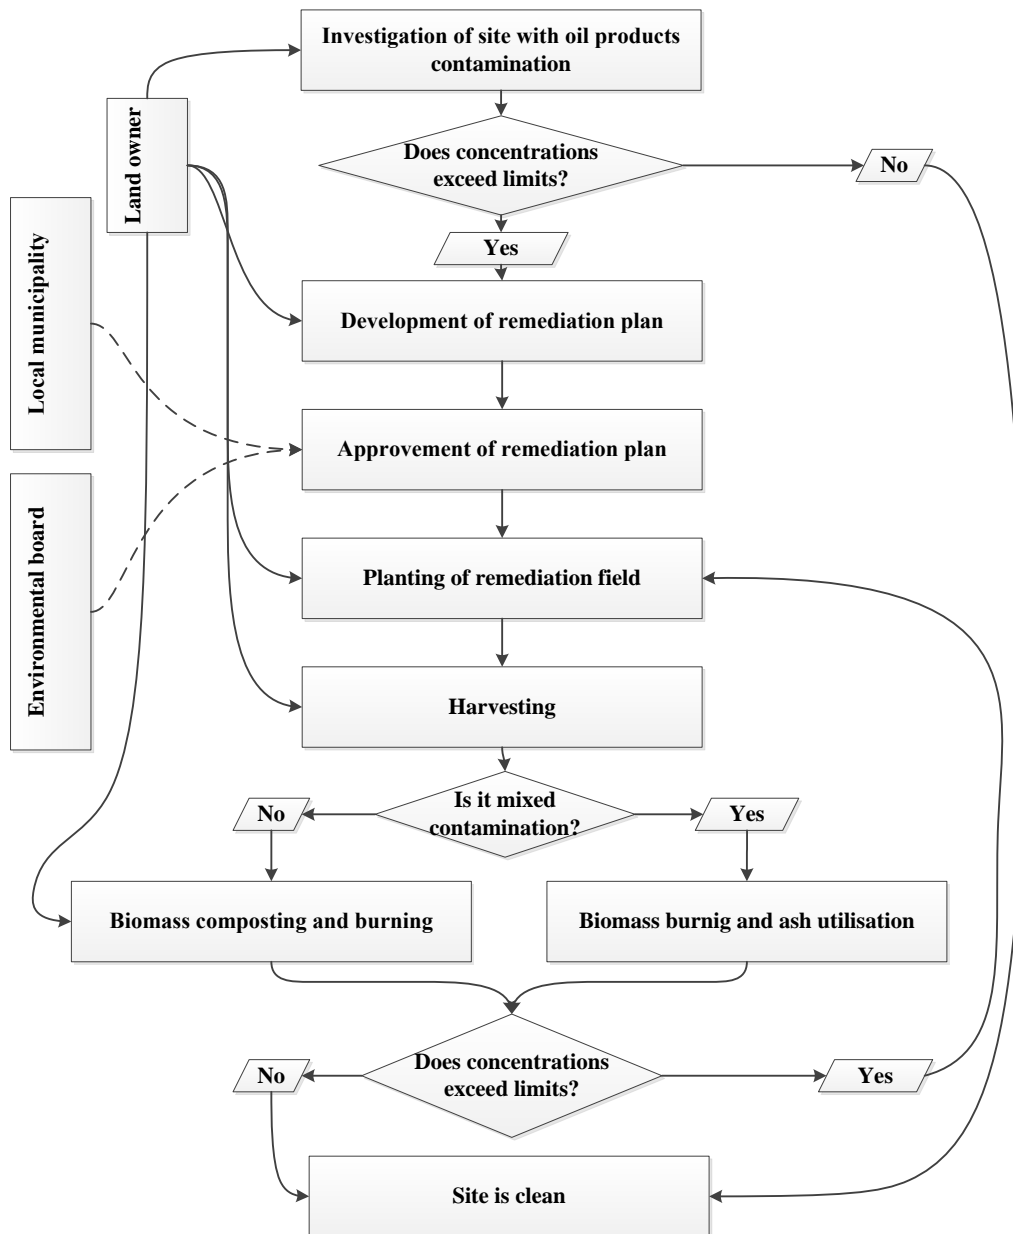 Investigation of site with oil products
contamination
Land owner
Does concentrations
exceed limits?
No
Yes
Local municipality
Development of remediation plan
Approvement of remediation plan
Environmental board
Planting of remediation field
Harvesting
Is it mixed
contamination?
No
Yes
Biomass composting and burning
Biomass burnig and ash utilisation
Does concentrations
exceed limits?
No
Yes
Site is clean